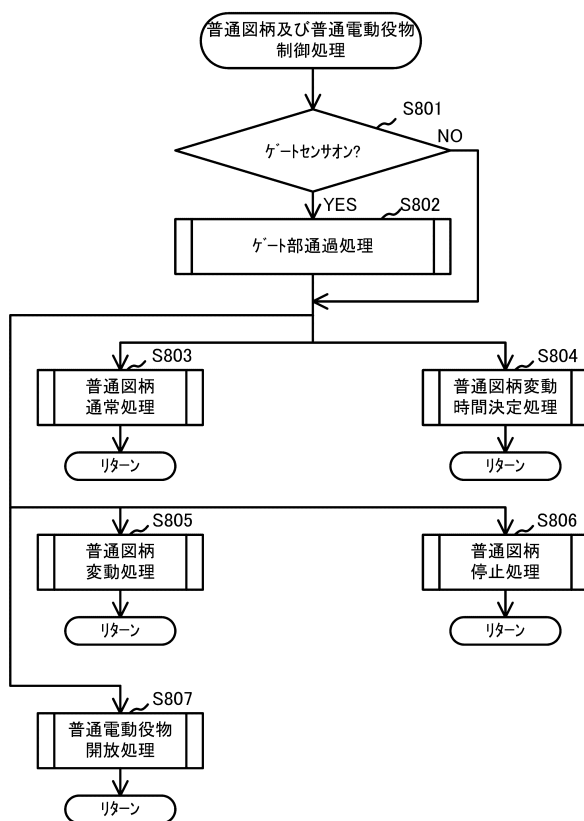 普通図柄及び普通電動役物
制御処理
S801
ｹﾞｰﾄセンサオン?
NO
YES
S802
ｹﾞｰﾄ部通過処理
S803
普通図柄
通常処理
ﾘﾀｰﾝ
S804
普通図柄変動
時間決定処理
ﾘﾀｰﾝ
S805
普通図柄
変動処理
ﾘﾀｰﾝ
S806
普通図柄
停止処理
ﾘﾀｰﾝ
S807
普通電動役物
開放処理
ﾘﾀｰﾝ